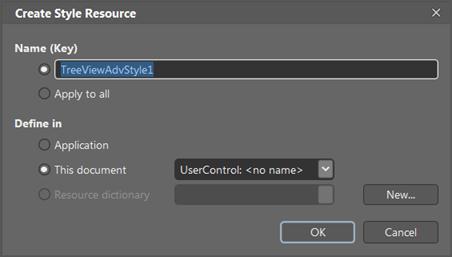 Create Style Resource
Name (Key)
TreeViewAdvStyle1
Apply to all
Define in
Application
This document
UserControl: <no name>
Resource dictionary
New...
OK
Cancel